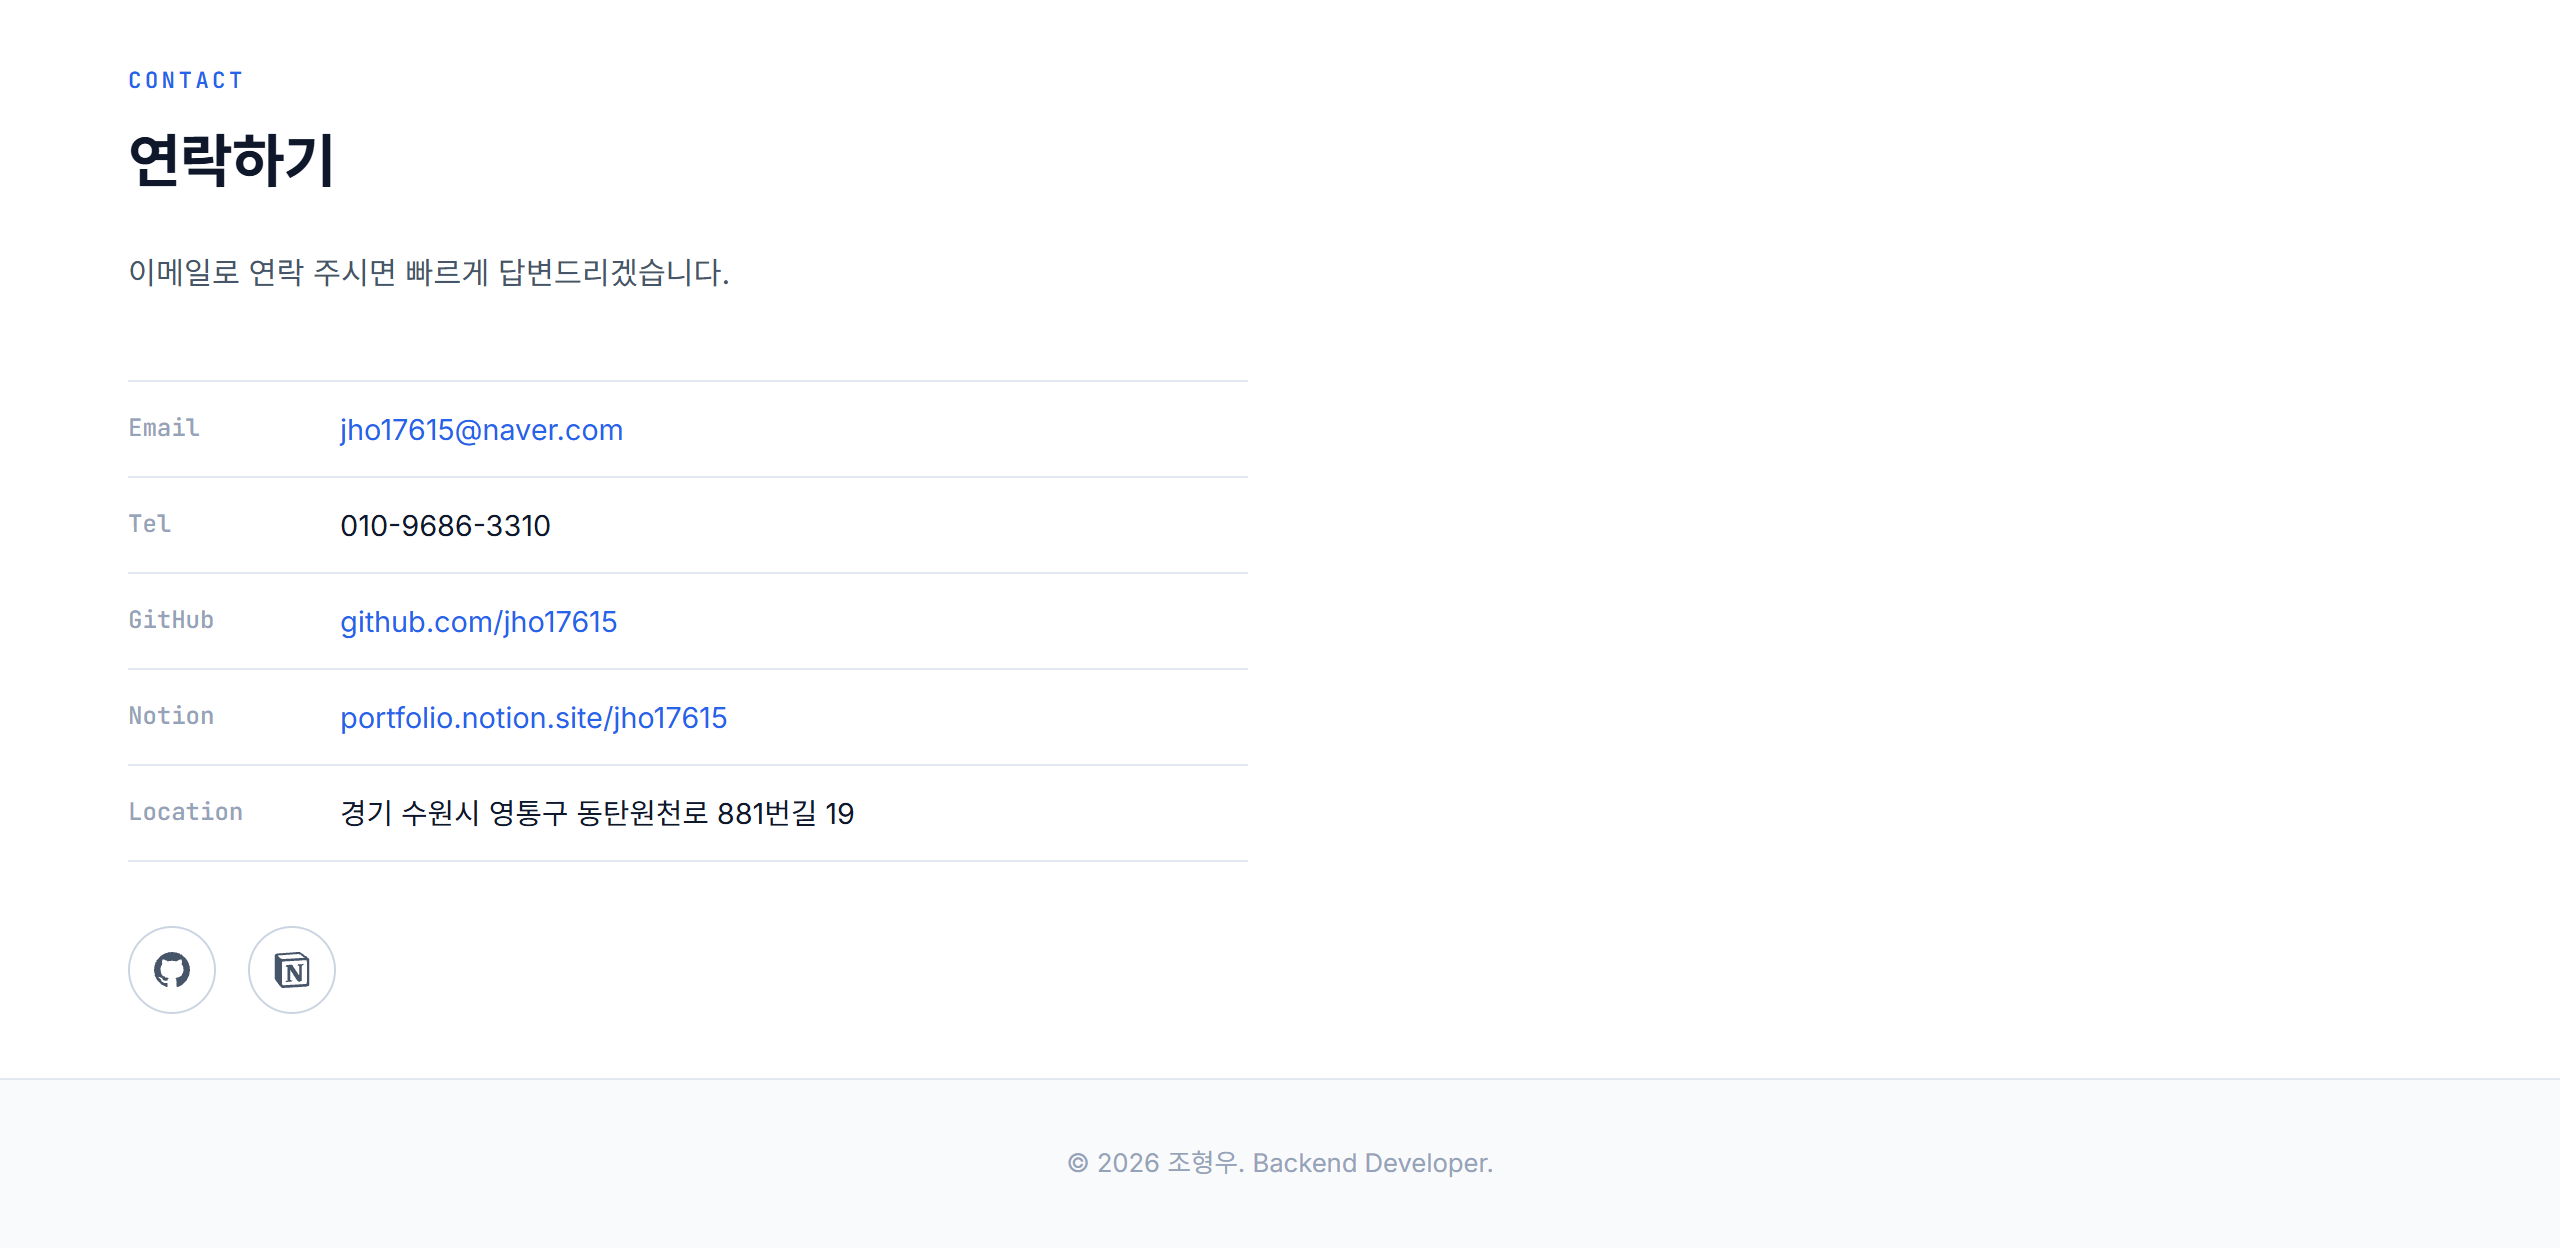 CONTACT
연락하기
이메일로 연락 주시면 빠르게 답변드리겠습니다.
Email jho17615@naver.com
Tel 010-9686-3310
GitHub github.com/jho17615
Notion portfolio.notion.site/jho17615
Location 경기 수원시 영통구 동탄원천로 881번길 19
N
© 2026 조형우. Backend Developer.